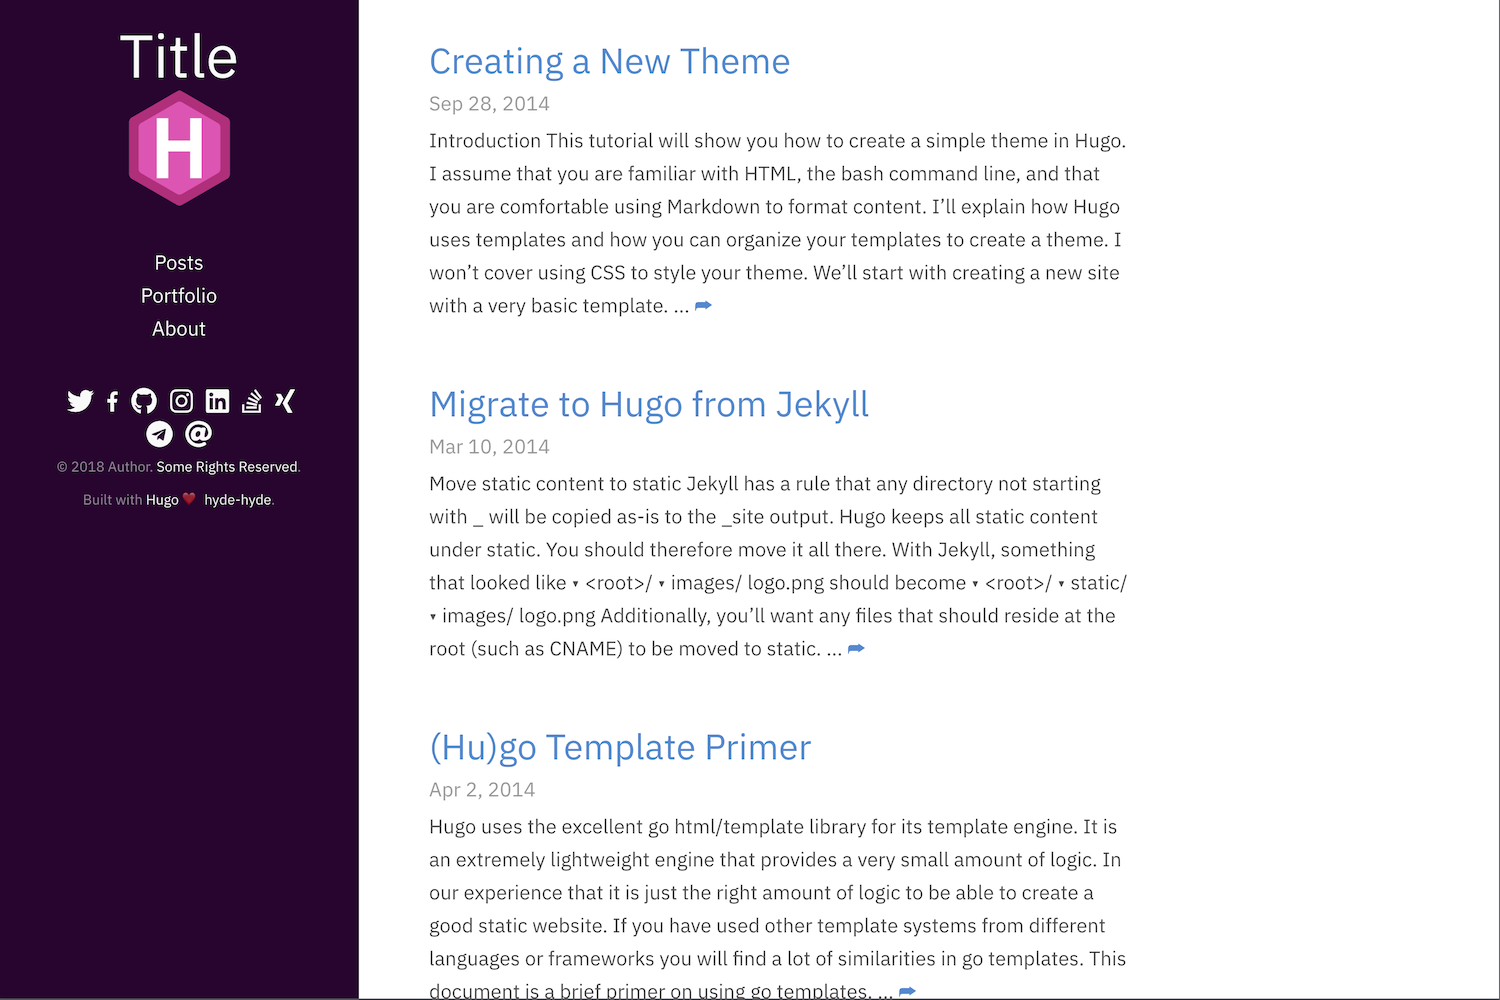 Title
H
Posts
Portfolio
About
© 2018 Author. Some Rights Reserved.
Built with Hugo ❤️ hyde-hyde.
Creating a New Theme
Sep 28, 2014
Introduction This tutorial will show you how to create a simple theme in Hugo.
I assume that you are familiar with HTML, the bash command line, and that
you are comfortable using Markdown to format content. I’ll explain how Hugo
uses templates and how you can organize your templates to create a theme. I
won’t cover using CSS to style your theme. We’ll start with creating a new site
with a very basic template. ... ➦
Migrate to Hugo from Jekyll
Mar 10, 2014
Move static content to static Jekyll has a rule that any directory not starting
with _ will be copied as-is to the _site output. Hugo keeps all static content
under static. You should therefore move it all there. With Jekyll, something
that looked like ▾ <root>/ ▾ images/ logo.png should become ▾ <root>/ ▾ static/
▾ images/ logo.png Additionally, you’ll want any files that should reside at the
root (such as CNAME) to be moved to static. ... ➦
(Hu)go Template Primer
Apr 2, 2014
Hugo uses the excellent go html/template library for its template engine. It is
an extremely lightweight engine that provides a very small amount of logic. In
our experience that it is just the right amount of logic to be able to create a
good static website. If you have used other template systems from different
languages or frameworks you will find a lot of similarities in go templates. This
document is a brief primer on using go templates. ... ➦